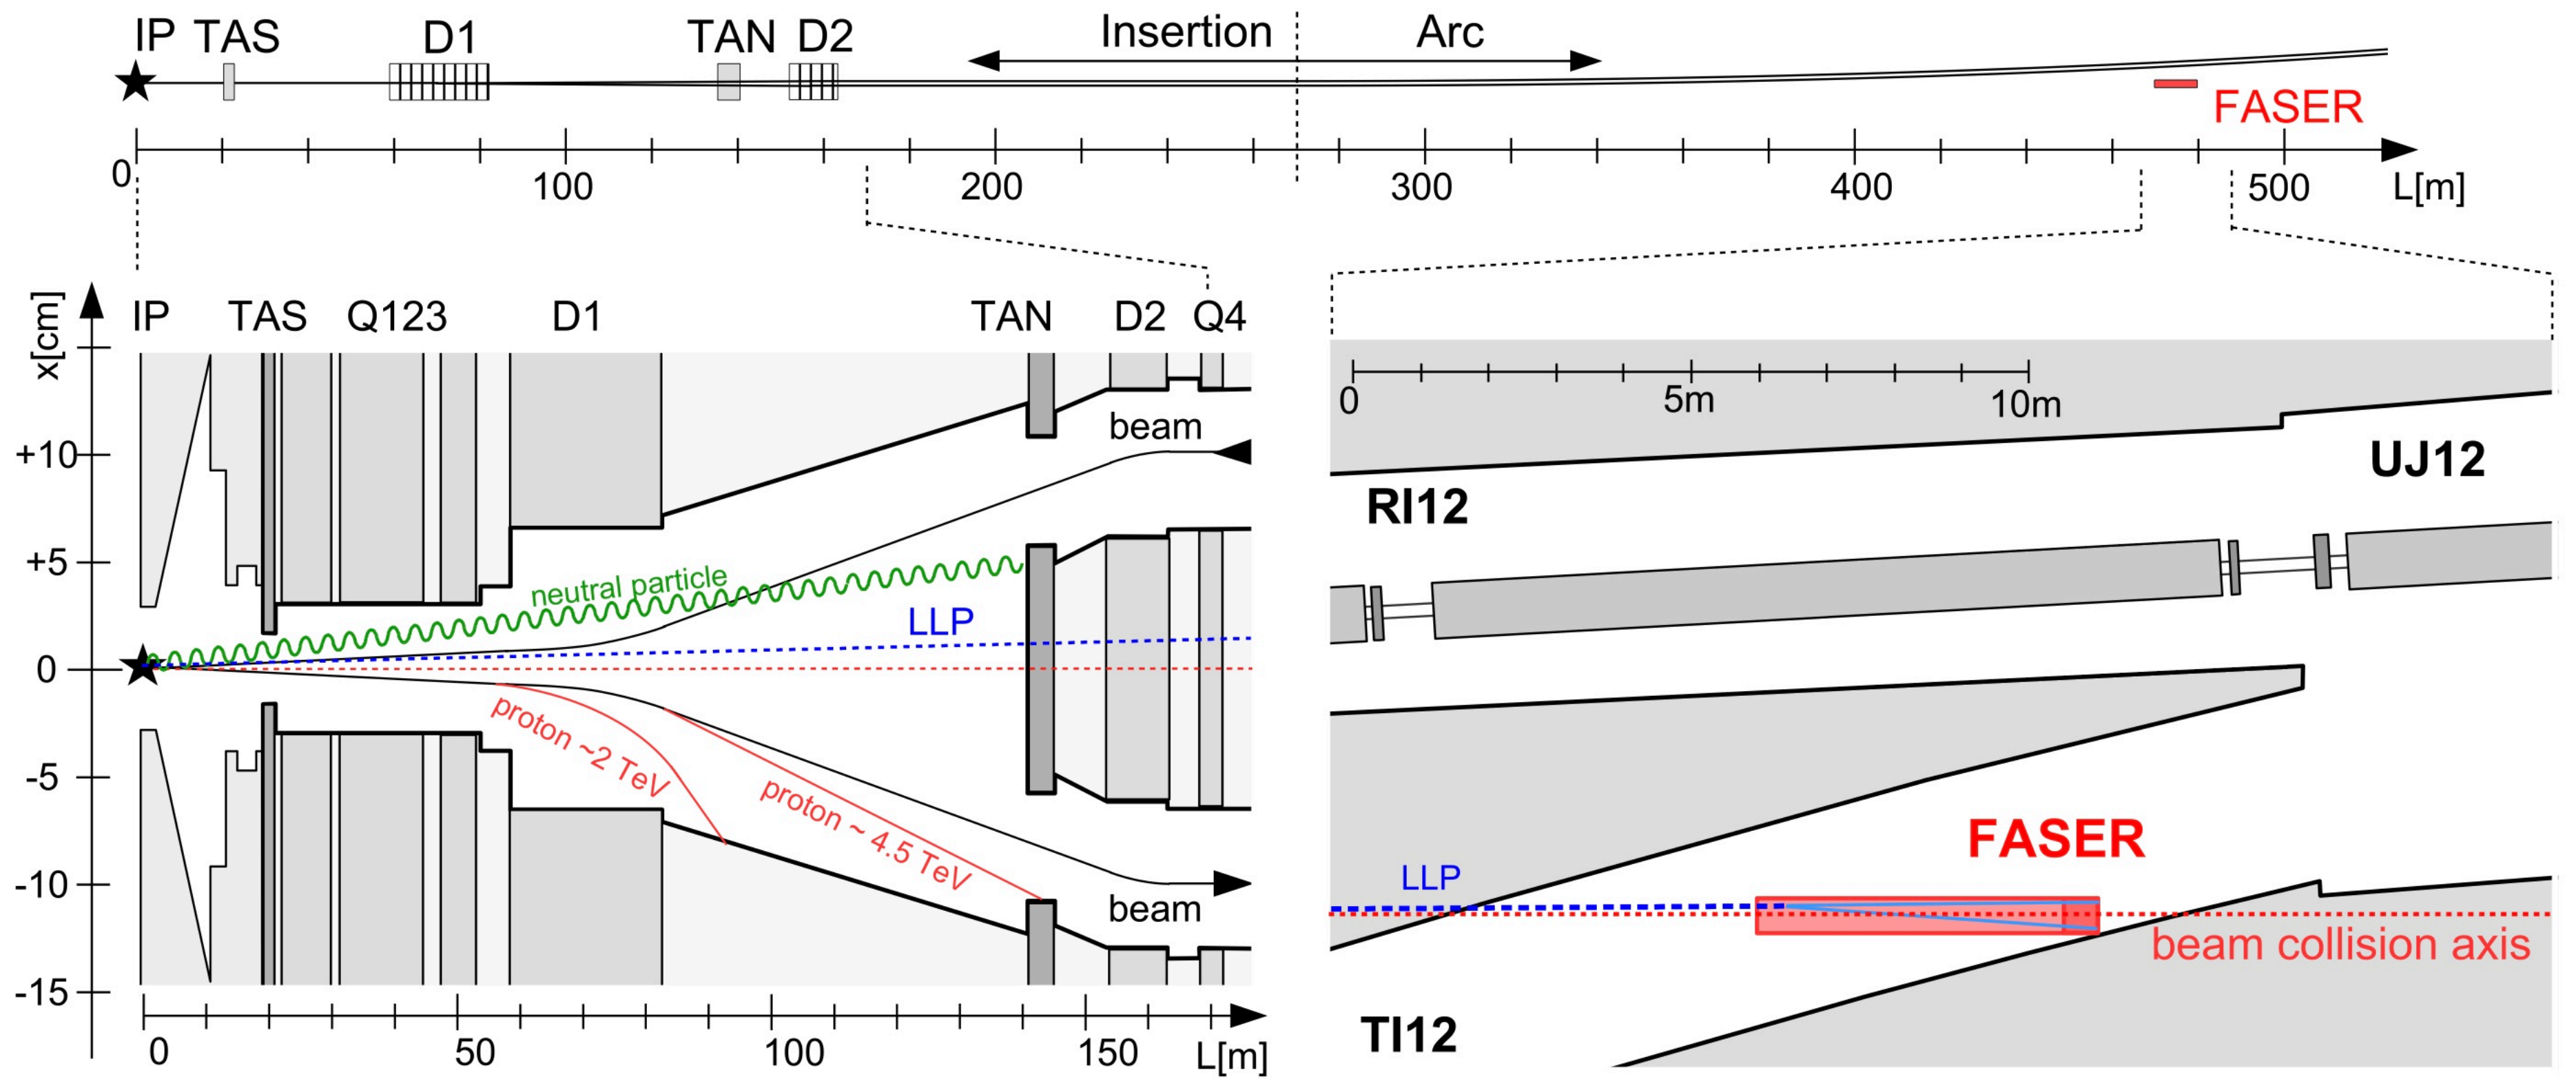 IP TAS D1 TAN D2 Insertion Arc
FASER
0 100 200 300 400 500 L[m]
x[cm]
IP TAS Q123 D1 TAN D2 Q4
+10
+5
0
-5
-10
-15
beam
neutral particle
LLP
proton ~2 TeV
proton ~ 4.5 TeV
beam
0 50 100 150 L[m]
0 5m 10m
UJ12
RI12
FASER
LLP
beam collision axis
TI12